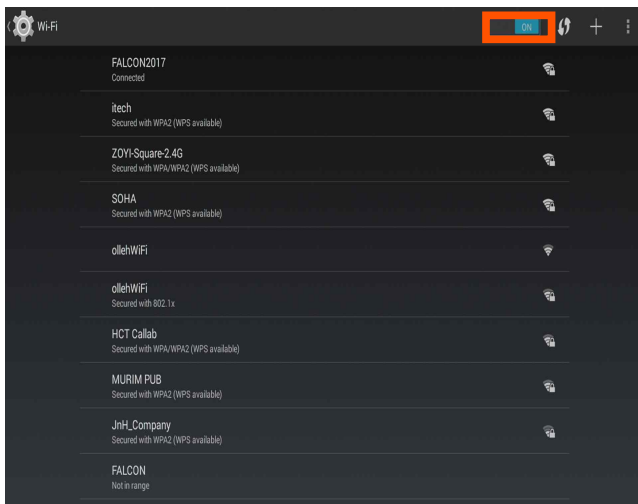 Wi-Fi
ON
FALCON2017
Connected
itech
Secured with WPA2 (WPS available)
ZOYI-Square-2.4G
Secured with WPA/WPA2 (WPS available)
SOHA
Secured with WPA2 (WPS available)
ollehWiFi
ollehWiFi
Secured with 802.1x
HCT Callab
Secured with WPA/WPA2 (WPS available)
MURIM PUB
Secured with WPA2 (WPS available)
JnH_Company
Secured with WPA2 (WPS available)
FALCON
Not in range